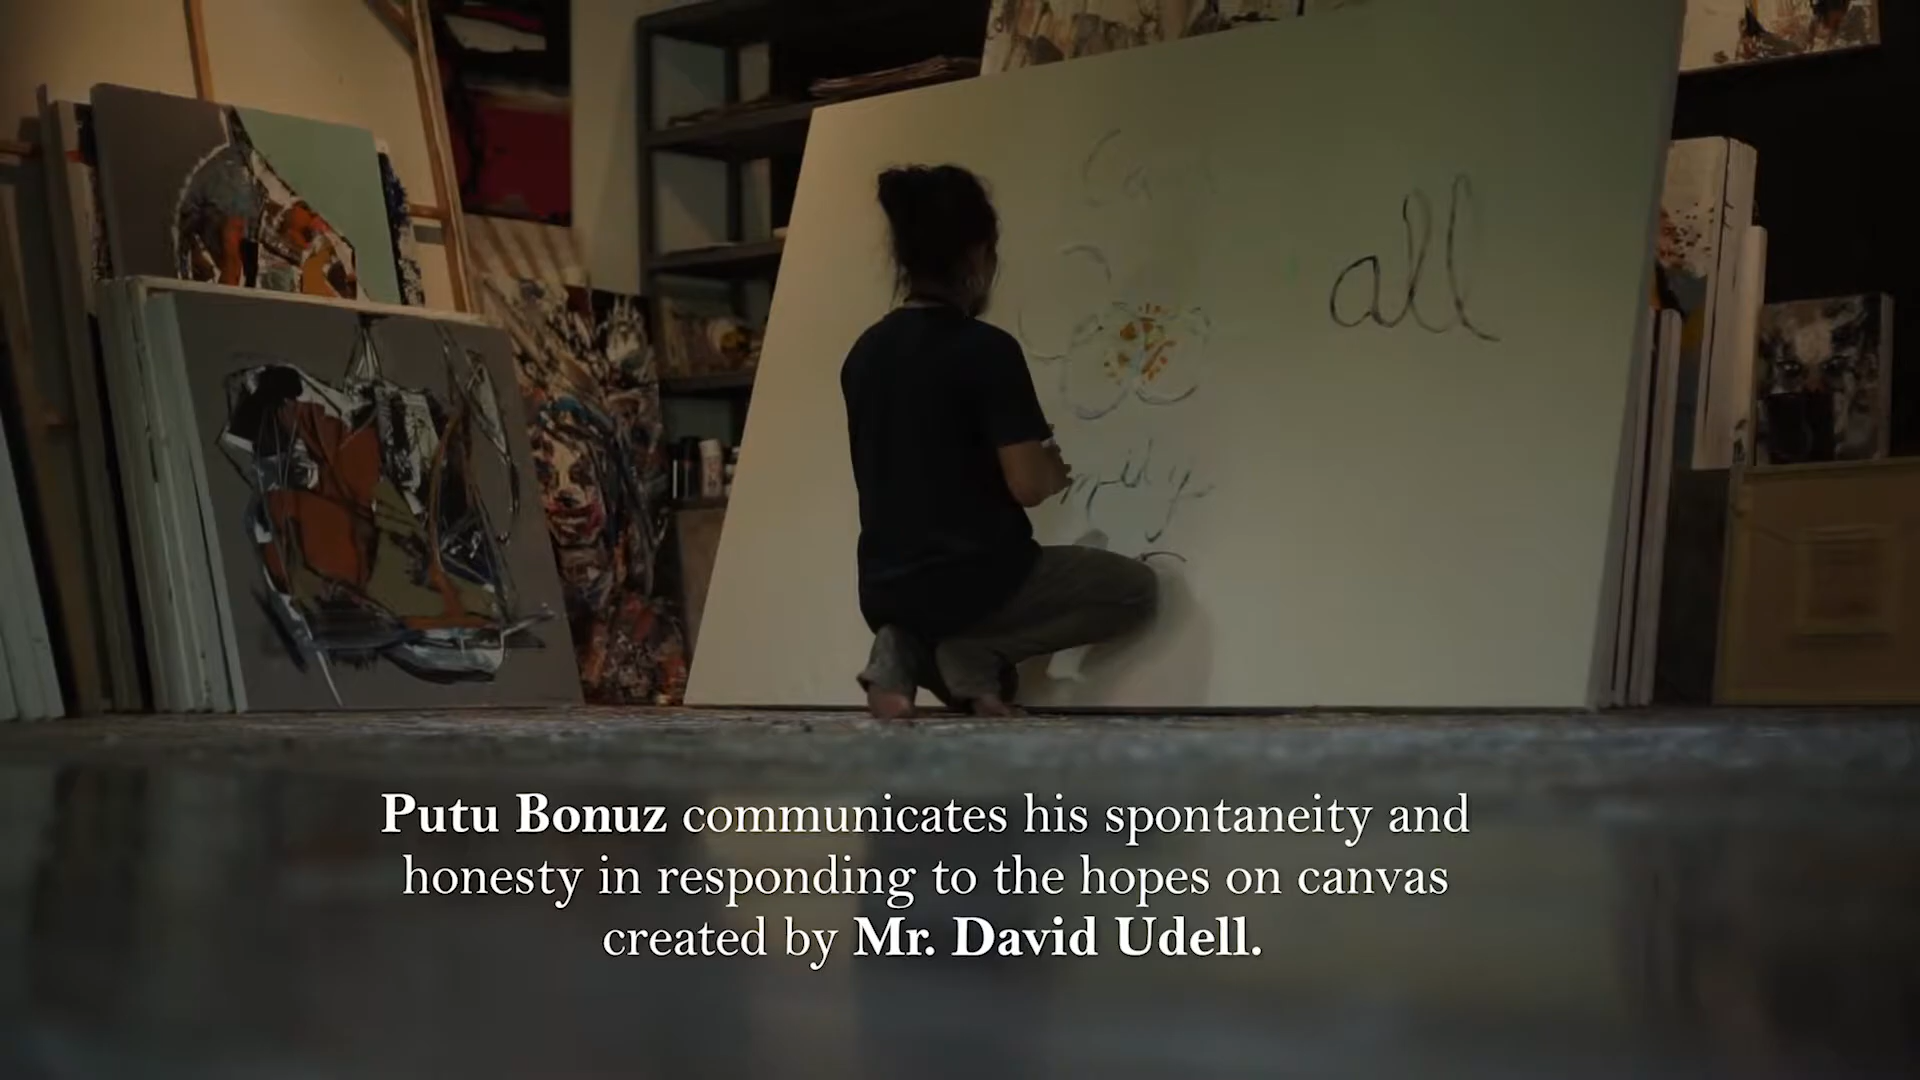 all
Putu Bonuz communicates his spontaneity and
honesty in responding to the hopes on canvas
created by Mr. David Udell.